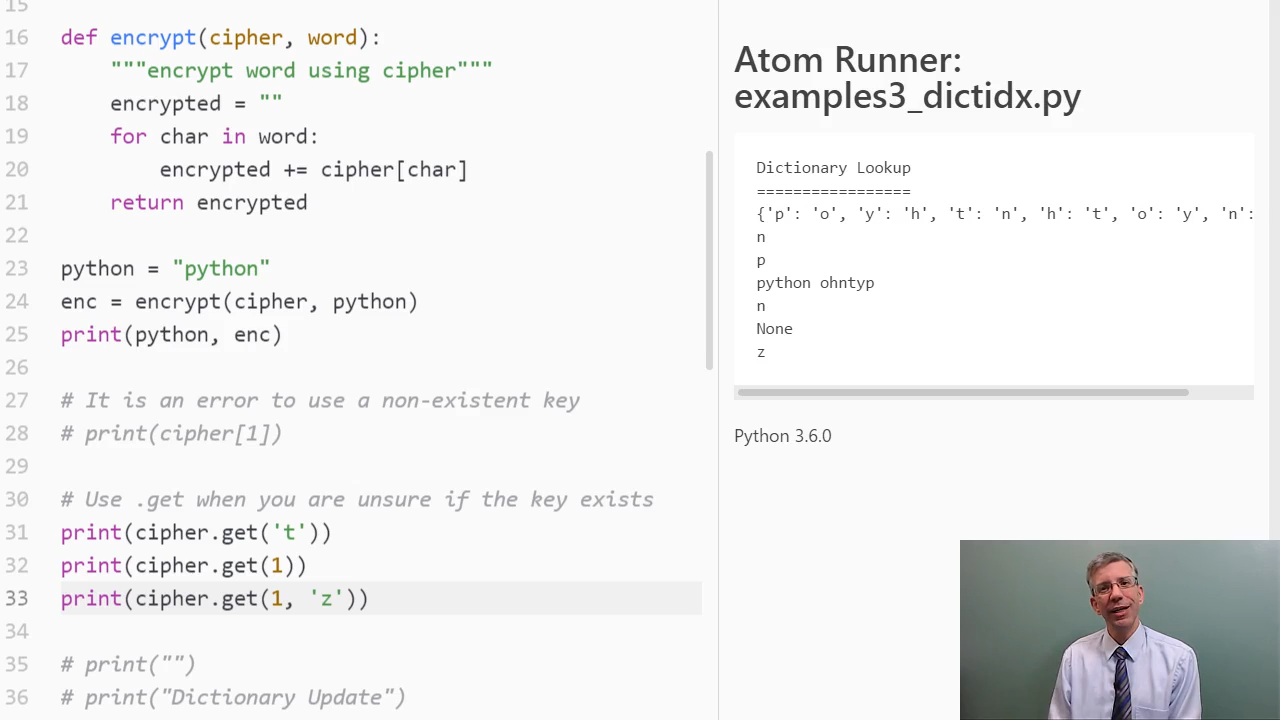 15
16 def encrypt(cipher, word):
17     """encrypt word using cipher"""
18     encrypted = ""
19     for char in word:
20         encrypted += cipher[char]
21     return encrypted
22
23 python = "python"
24 enc = encrypt(cipher, python)
25 print(python, enc)
26
27 # It is an error to use a non-existent key
28 # print(cipher[1])
29
30 # Use .get when you are unsure if the key exists
31 print(cipher.get('t'))
32 print(cipher.get(1))
33 print(cipher.get(1, 'z'))
34
35 # print("")
36 # print("Dictionary Update")
Atom Runner:
examples3_dictidx.py
Dictionary Lookup
=================
{'p': 'o', 'y': 'h', 't': 'n', 'h': 't', 'o': 'y', 'n':
n
p
python ohntyp
n
None
z
Python 3.6.0